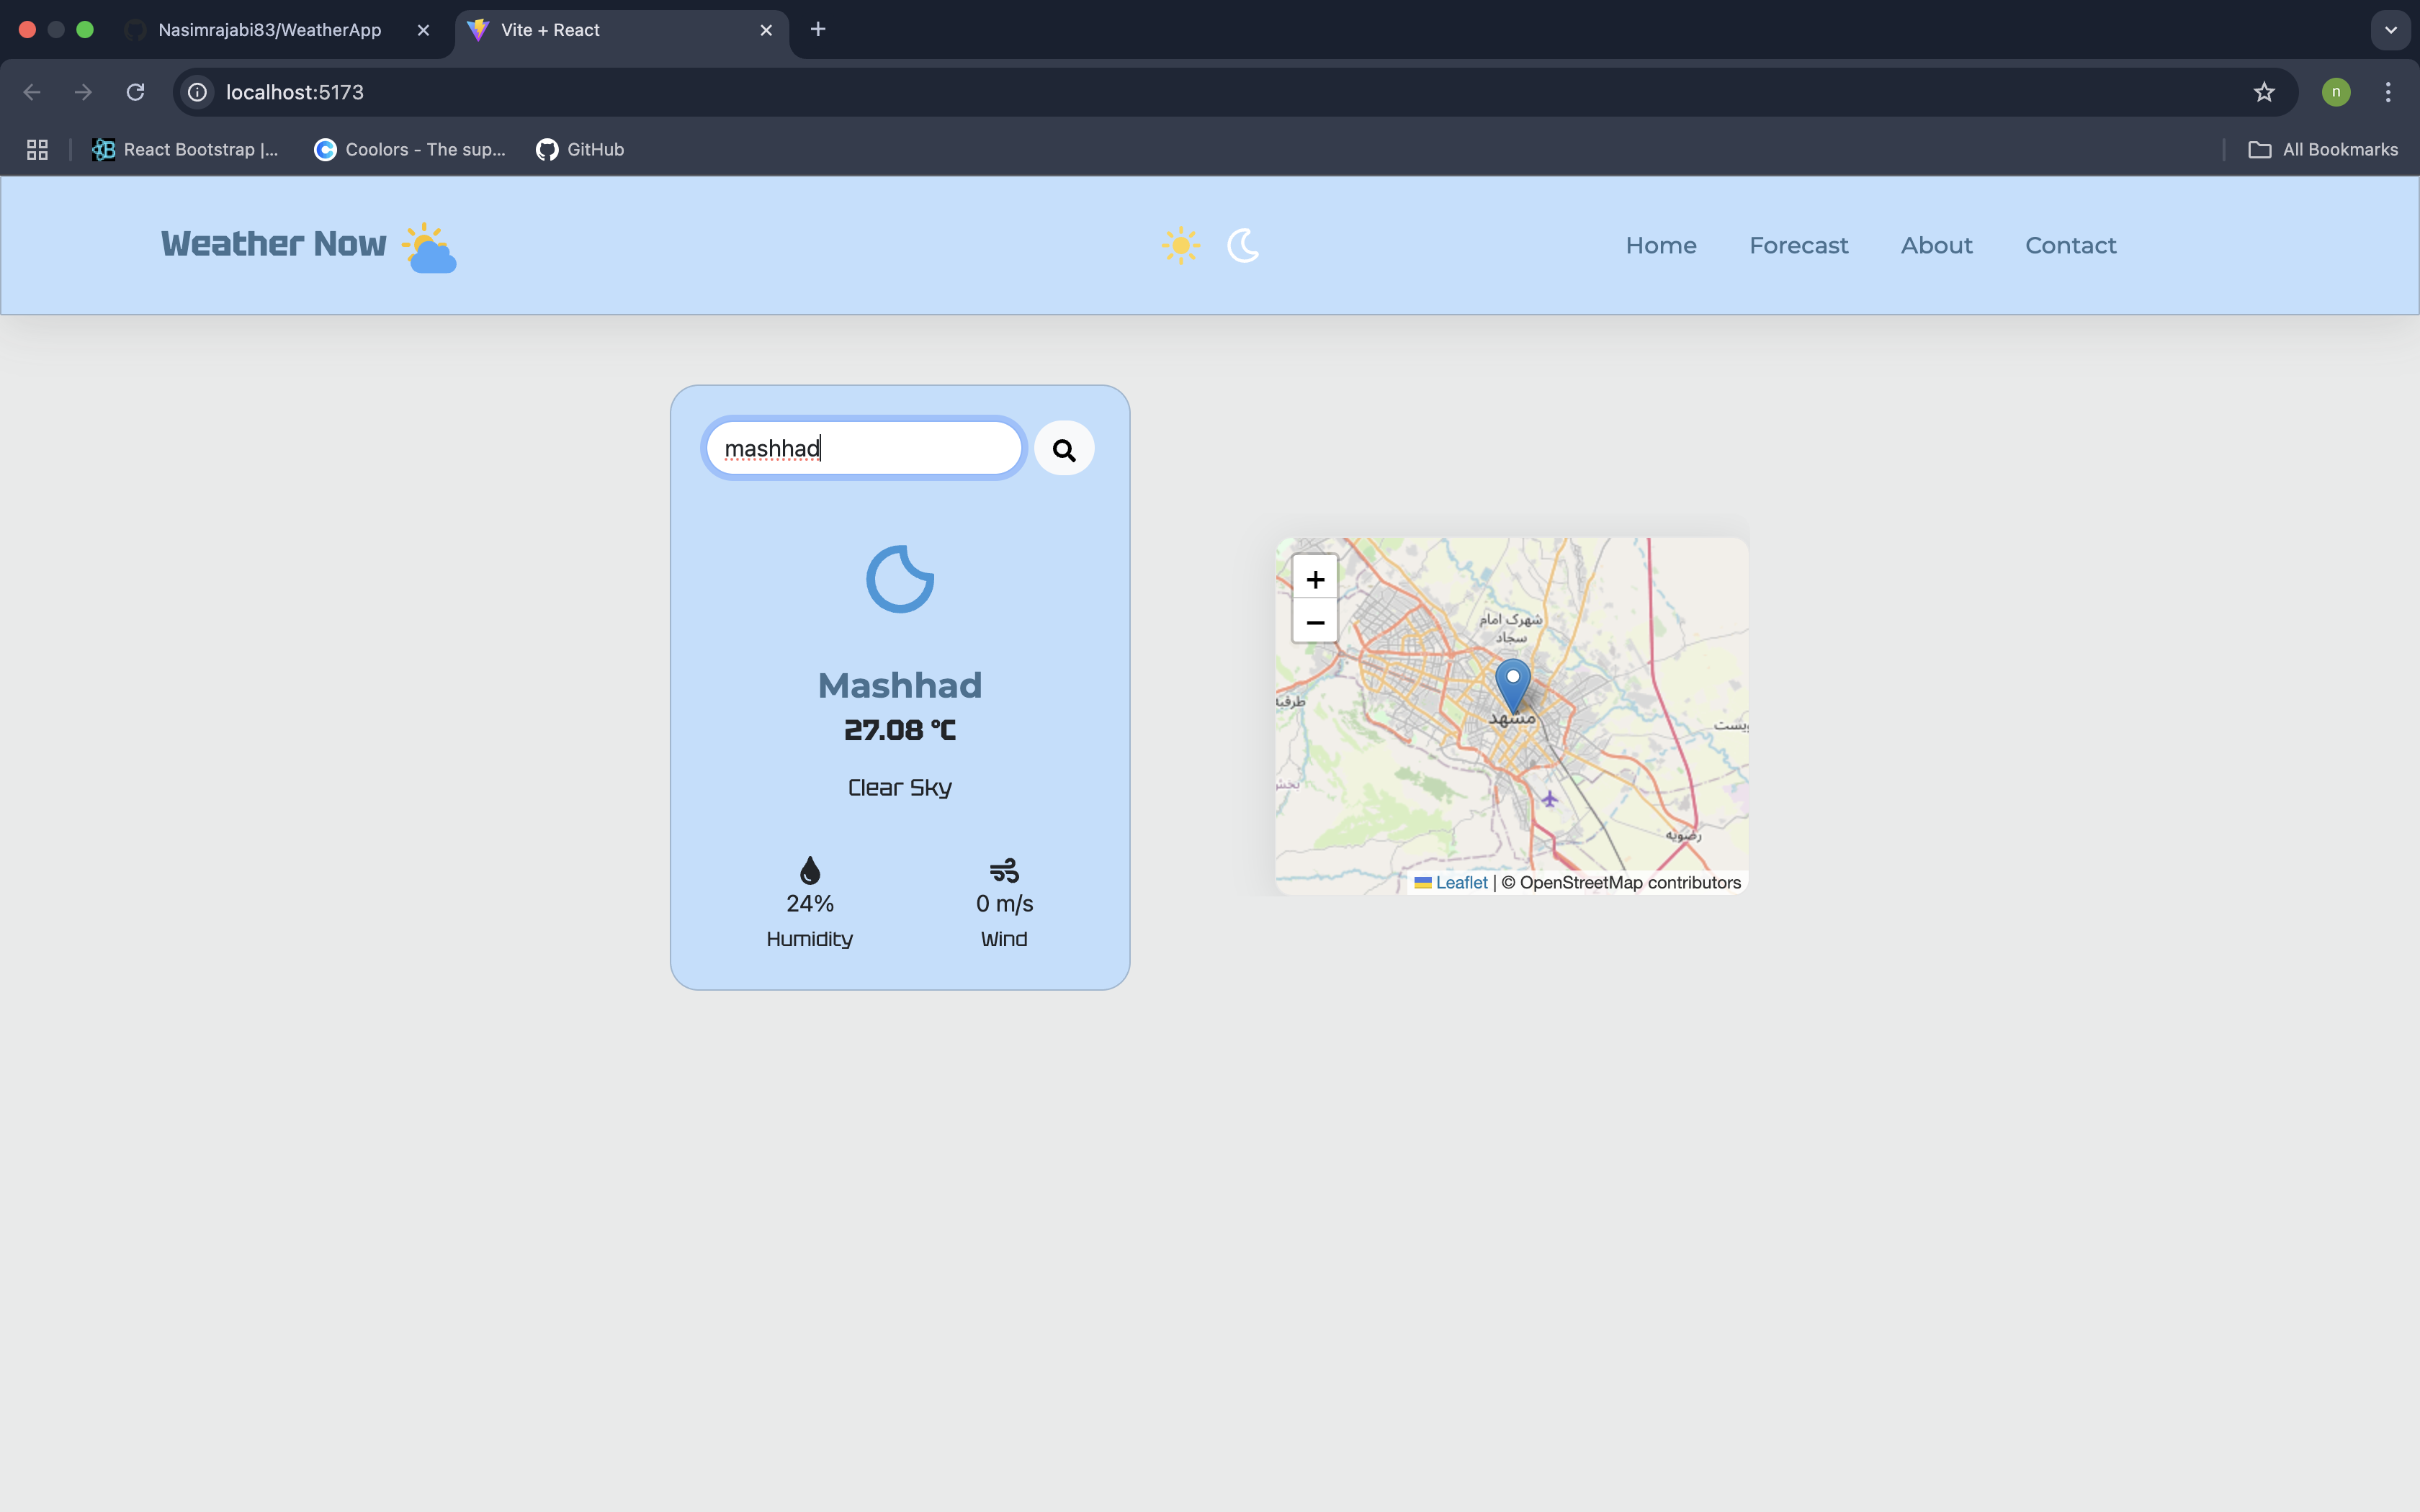 Nasimrajabi83/WeatherApp
Vite + React
localhost:5173
n
React Bootstrap |...
Coolors - The sup...
GitHub
All Bookmarks
Weather Now
Home
Forecast
About
Contact
mashhad
Mashhad
27.08 °C
Clear Sky
24%
0 m/s
Humidity
Wind
+
−
شهرک امام
سجاد
مشهد
رضویه
Leaflet | © OpenStreetMap contributors